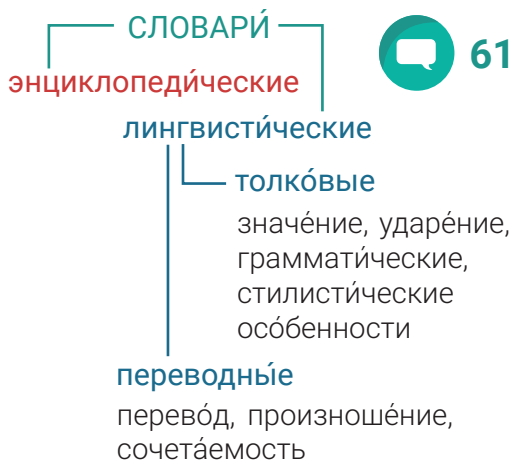 СЛОВАРИ́
61
энциклопеди́ческие
лингвисти́ческие
толко́вые
значе́ние, ударе́ние,
граммати́ческие,
стилисти́ческие
осо́бенности
переводны́е
перево́д, произноше́ние,
сочета́емость